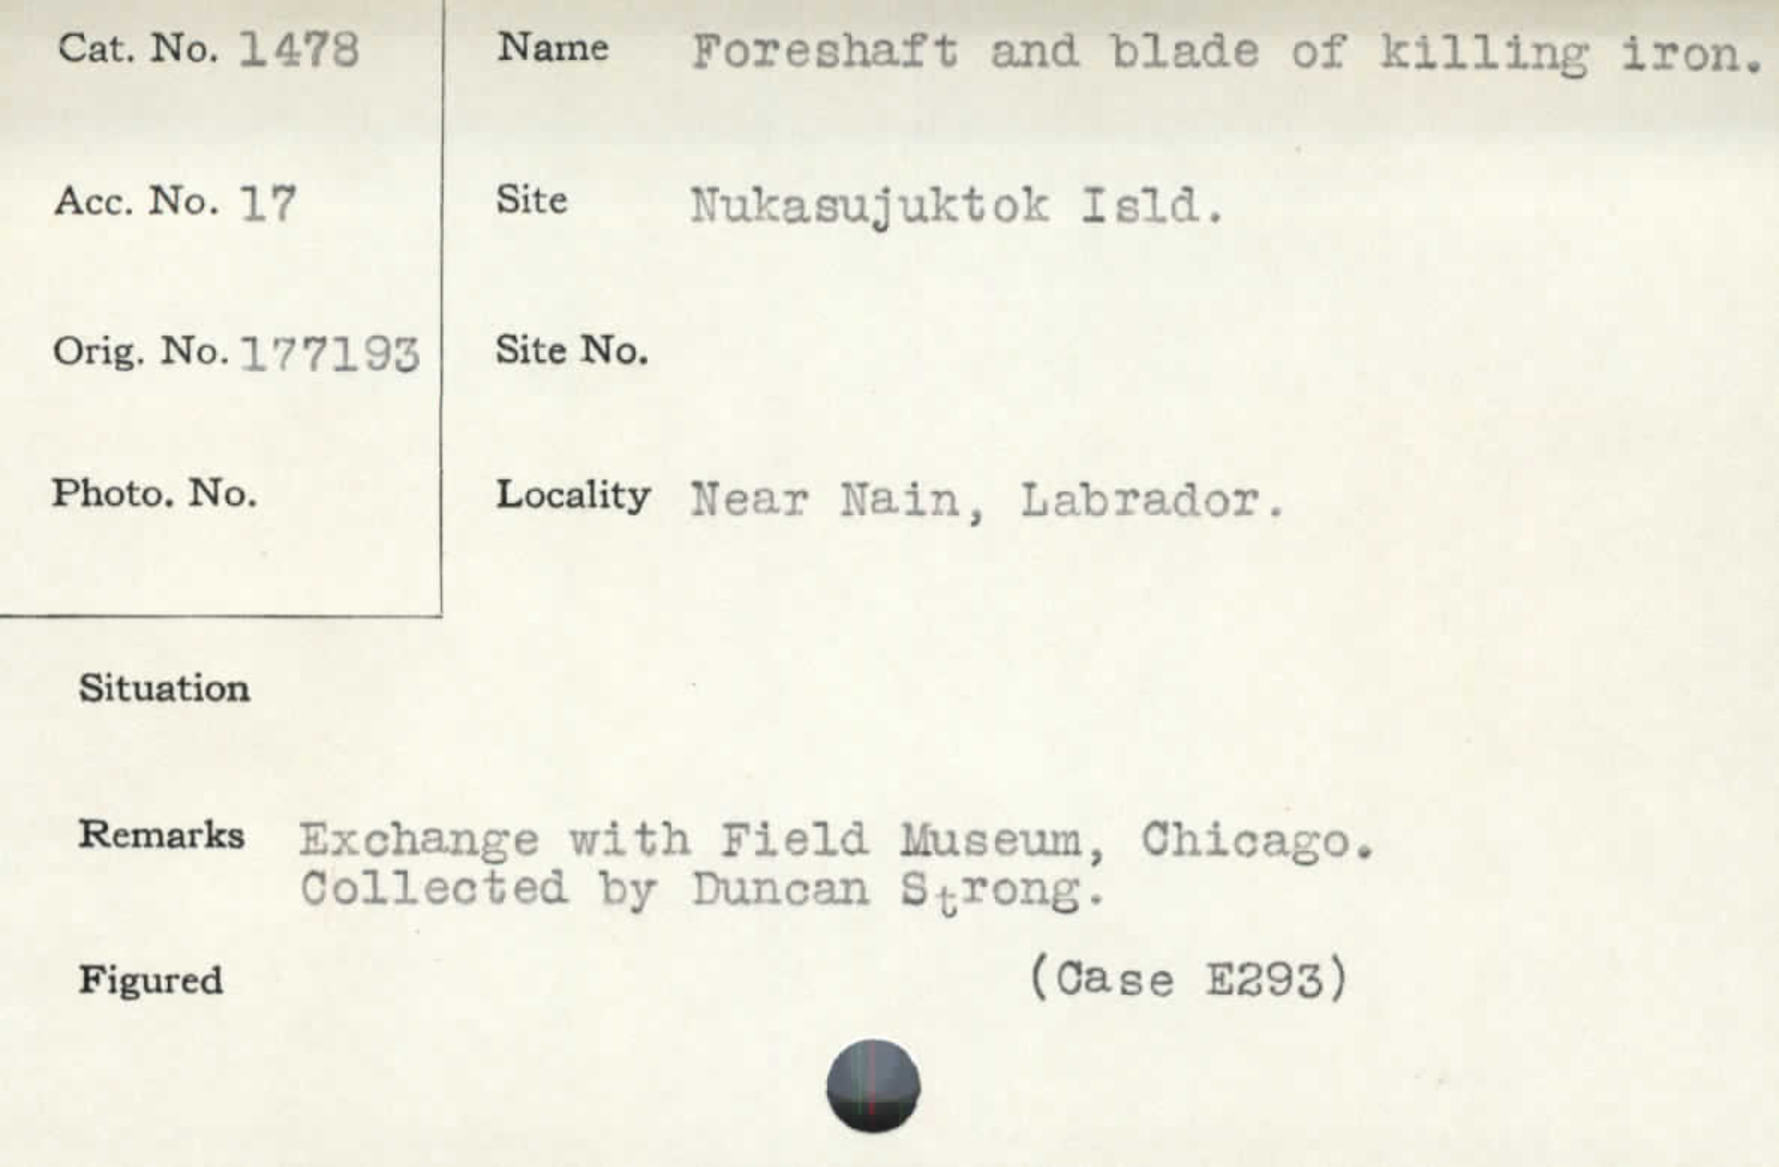 Cat. No. 1478
Name Foreshaft and blade of killing iron.
Acc. No. 17
Site Nukasujuktok Isld.
Orig. No. 177193
Site No.
Photo. No.
Locality Near Nain, Labrador.
Situation
Remarks Exchange with Field Museum, Chicago.
Collected by Duncan Strong.
Figured
(Case E293)